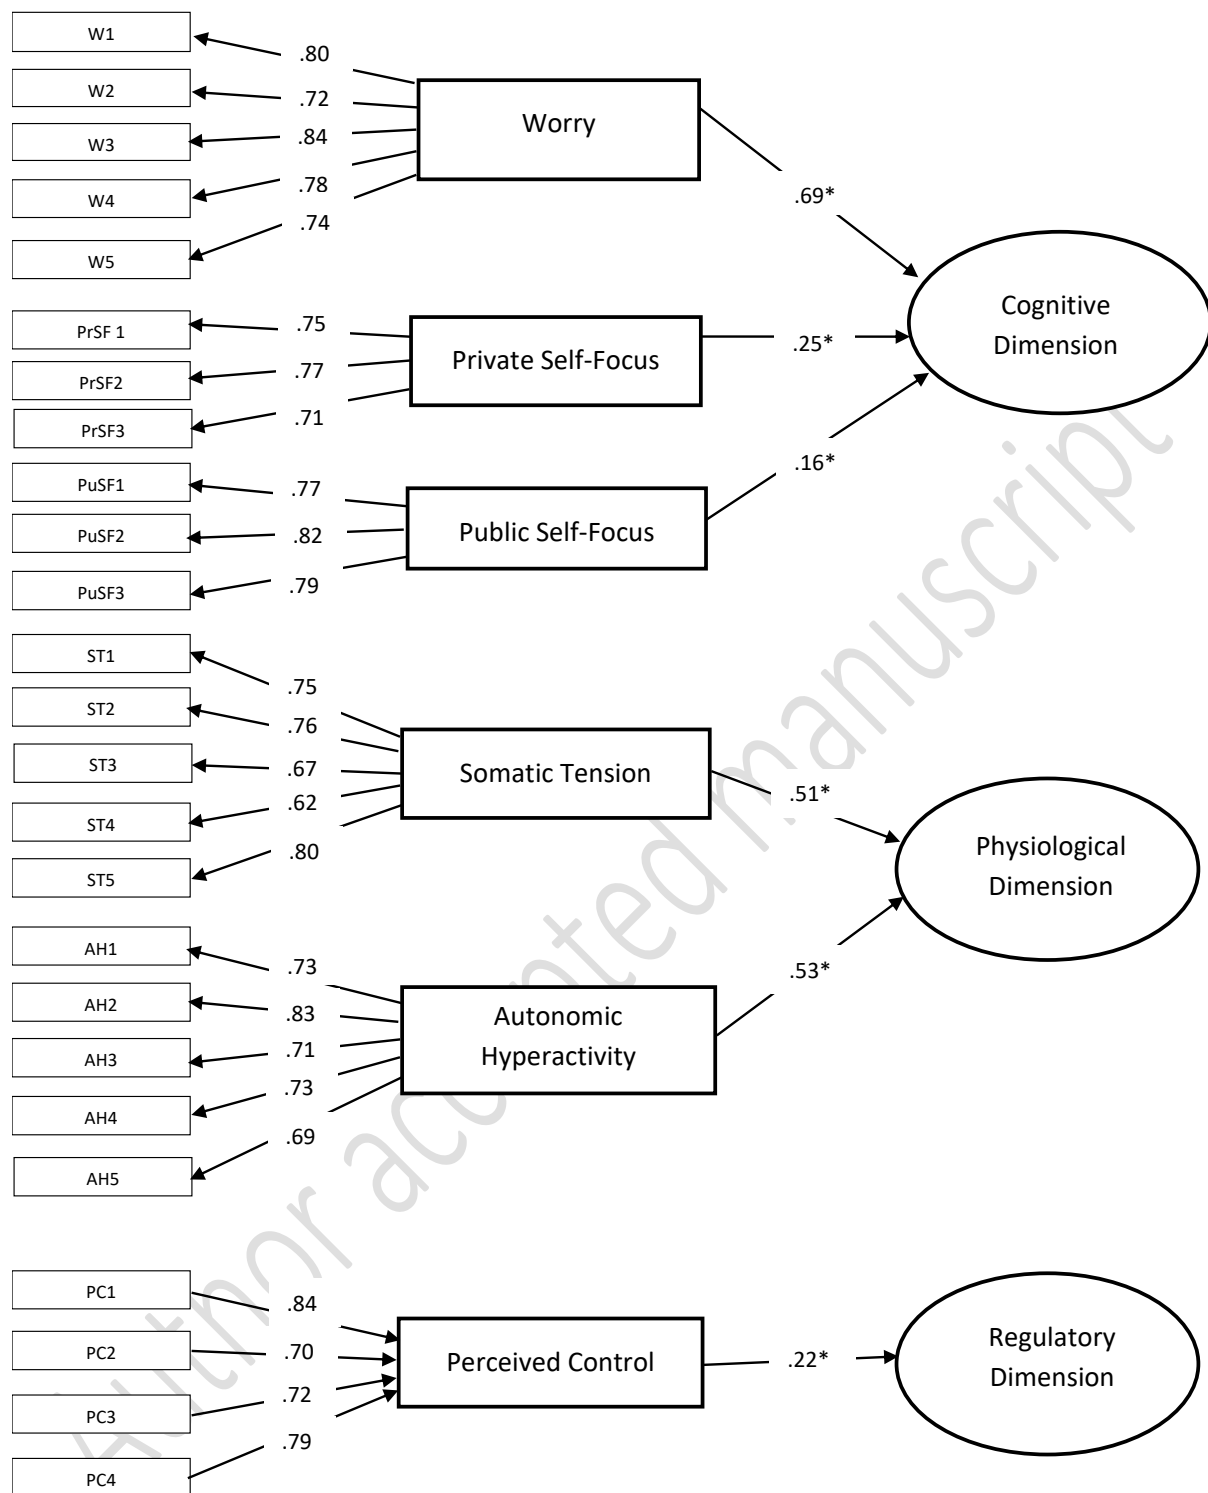 W1
.80
W2
.72
Worry
W3
.84
W4
.78
.69*
.74
W5
Cognitive
Dimension
PrSF 1
.75
Private Self-Focus
.25*
PrSF2
.77
PrSF3
.71
.16*
PuSF1
.77
PuSF2
.82
Public Self-Focus
PuSF3
.79
ST1
.75
ST2
.76
ST3
.67
Somatic Tension
ST4
.62
.51*
ST5
.80
Physiological
Dimension
AH1
.73
.53*
AH2
.83
Autonomic
Hyperactivity
AH3
.71
AH4
.73
AH5
.69
PC1
.84
PC2
.70
Perceived Control
.22*
Regulatory
Dimension
PC3
.72
PC4
.79
Author accepted manuscript